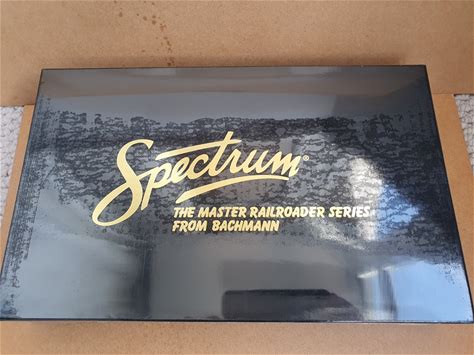 Spectrum®
THE MASTER RAILROADER SERIES
FROM BACHMANN